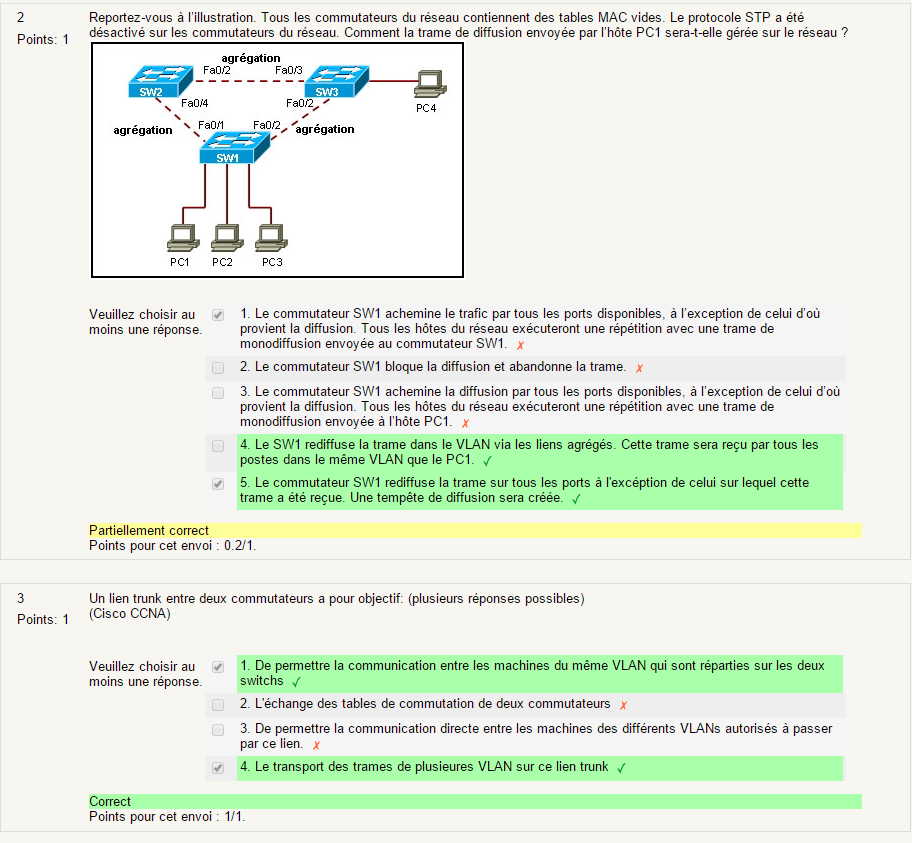 2
Points: 1
Reportez-vous à l'illustration. Tous les commutateurs du réseau contiennent des tables MAC vides. Le protocole STP a été
désactivé sur les commutateurs du réseau. Comment la trame de diffusion envoyée par l'hôte PC1 sera-t-elle gérée sur le réseau ?
agrégation
Fa0/2
Fa0/3
SW2
SW3
Fa0/4
Fa0/2
PC4
agrégation
Fa0/1
Fa0/2
agrégation
SW1
PC1
PC2
PC3
Veuillez choisir au
moins une réponse.
1. Le commutateur SW1 achemine le trafic par tous les ports disponibles, à l'exception de celui d'où
provient la diffusion. Tous les hôtes du réseau exécuteront une répétition avec une trame de
monodiffusion envoyée au commutateur SW1. ✗
2. Le commutateur SW1 bloque la diffusion et abandonne la trame. ✗
3. Le commutateur SW1 achemine la diffusion par tous les ports disponibles, à l'exception de celui d'où
provient la diffusion. Tous les hôtes du réseau exécuteront une répétition avec une trame de
monodiffusion envoyée à l'hôte PC1. ✗
4. Le SW1 rediffuse la trame dans le VLAN via les liens agrégés. Cette trame sera reçu par tous les
postes dans le même VLAN que le PC1. ✓
5. Le commutateur SW1 rediffuse la trame sur tous les ports à l'excéption de celui sur lequel cette
trame a été reçue. Une tempête de diffusion sera créée. ✓
Partiellement correct
Points pour cet envoi : 0.2/1.
3
Points: 1
Un lien trunk entre deux commutateurs a pour objectif: (plusieurs réponses possibles)
(Cisco CCNA)
Veuillez choisir au
moins une réponse.
1. De permettre la communication entre les machines du même VLAN qui sont réparties sur les deux
switchs ✓
2. L'échange des tables de commutation de deux commutateurs ✗
3. De permettre la communication directe entre les machines des différents VLANs autorisés à passer
par ce lien. ✗
4. Le transport des trames de plusieures VLAN sur ce lien trunk ✓
Correct
Points pour cet envoi : 1/1.